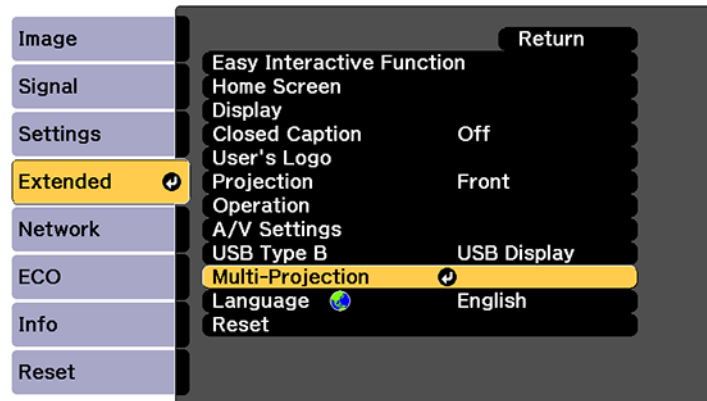 Image
Signal
Settings
Extended
Network
ECO
Info
Reset
Return
Easy Interactive Function
Home Screen
Display
Closed Caption Off
User's Logo
Projection Front
Operation
A/V Settings
USB Type B USB Display
Multi-Projection
Language English
Reset